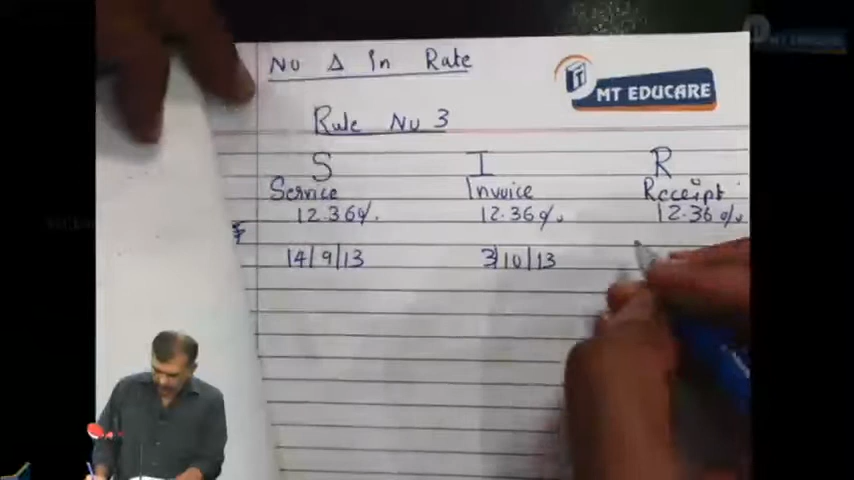 No Δ In Rate
MT EDUCARE
Rule No 3
S I R
Service Invoice Receipt
12.36% 12.36% 12.36%
14/9/13 3/10/13